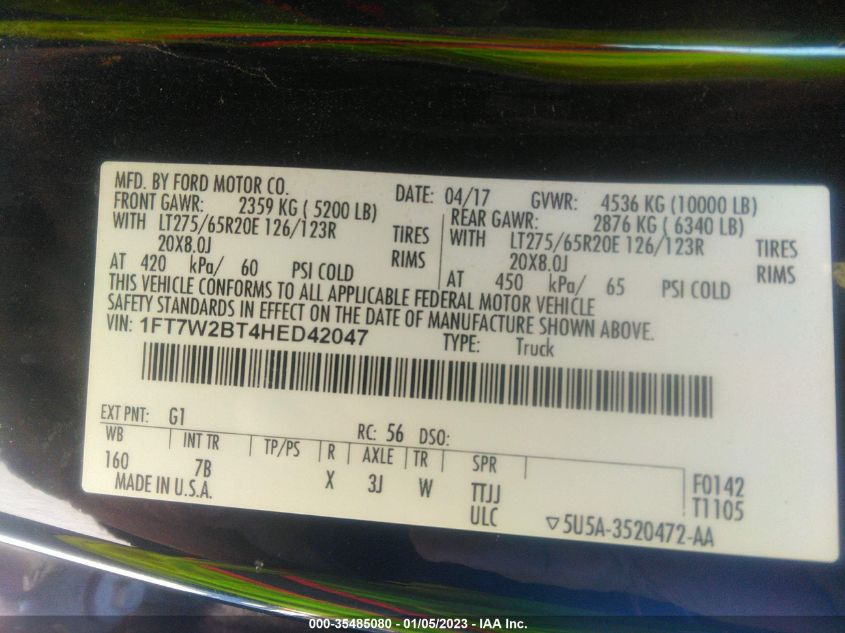 MFD. BY FORD MOTOR CO. DATE: 04/17 GVWR: 4536 KG (10000 LB)
FRONT GAWR: 2359 KG ( 5200 LB) REAR GAWR: 2876 KG ( 6340 LB)
WITH LT275/65R20E 126/123R TIRES WITH LT275/65R20E 126/123R TIRES
20X8.0J RIMS 20X8.0J RIMS
AT 420 kPa/ 60 PSI COLD AT 450 kPa/ 65 PSI COLD
THIS VEHICLE CONFORMS TO ALL APPLICABLE FEDERAL MOTOR VEHICLE
SAFETY STANDARDS IN EFFECT ON THE DATE OF MANUFACTURE SHOWN ABOVE.
VIN: 1FT7W2BT4HED42047 TYPE: Truck
EXT PNT: G1 RC: 56 DSO:
WB INT TR TP/PS R AXLE TR SPR
160 7B X 3J W TTJJ F0142
MADE IN U.S.A. ULC T1105
5U5A-3520472-AA
000-35485080 - 01/05/2023 - IAA Inc.